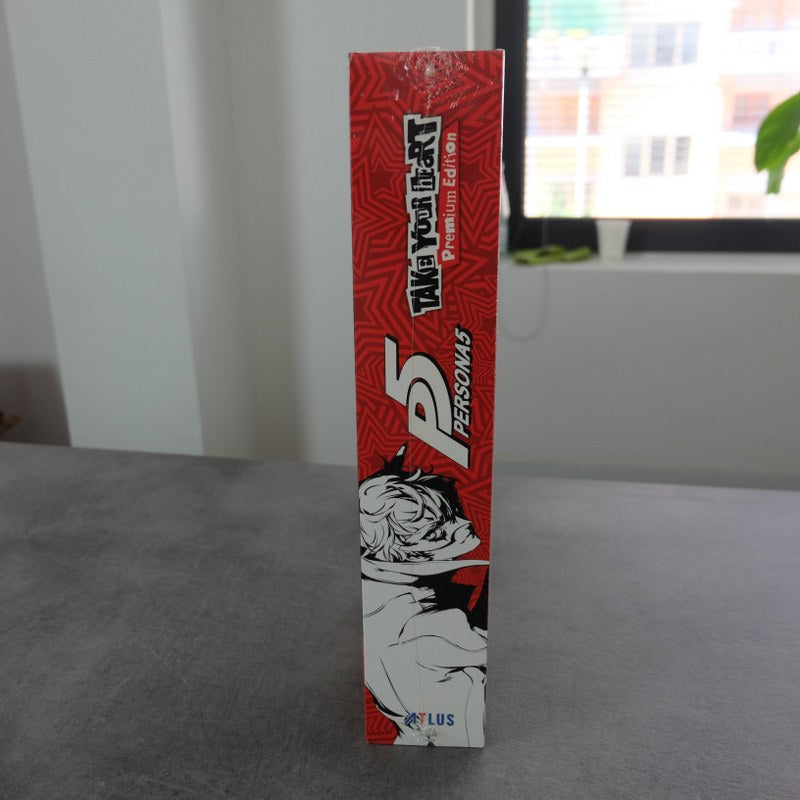 TAKE YOUR HEART
Premium Edition
P5
PERSONA5
ATLUS